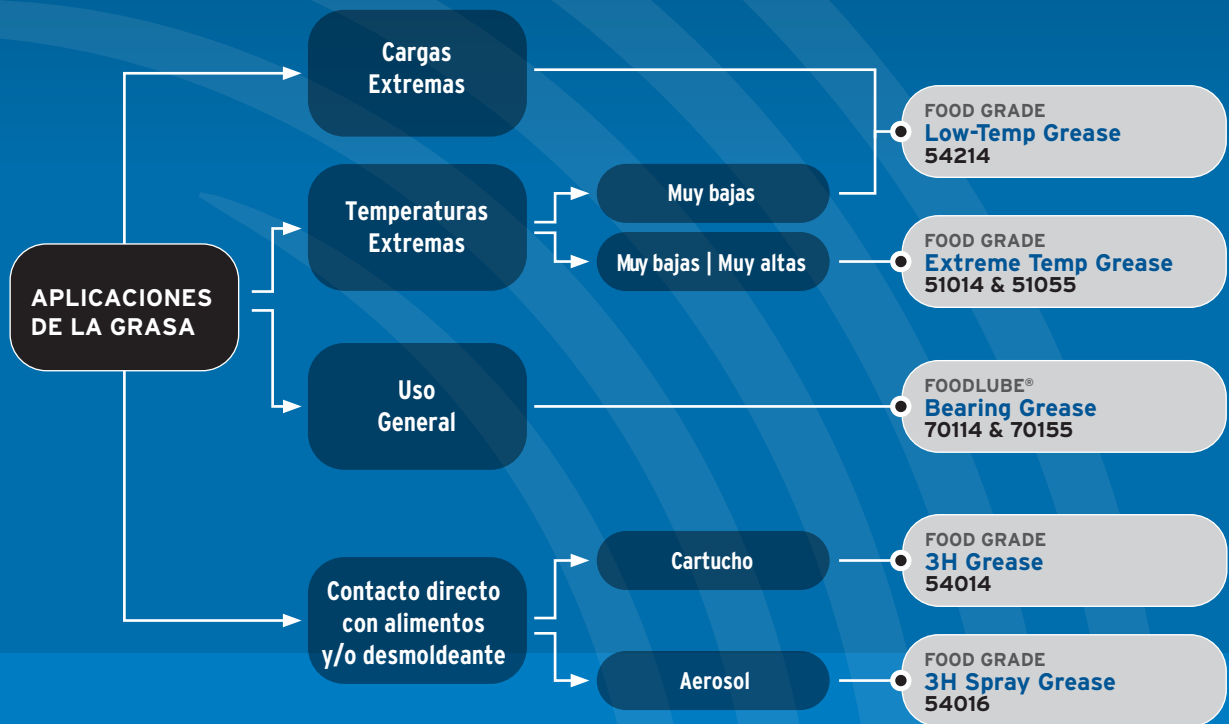 APLICACIONES
DE LA GRASA
Cargas
Extremas
Temperaturas
Extremas
Muy bajas
Muy bajas | Muy altas
Uso
General
Contacto directo
con alimentos
y/o desmoldeante
Cartucho
Aerosol
FOOD GRADE
Low-Temp Grease
54214
FOOD GRADE
Extreme Temp Grease
51014 & 51055
FOODLUBE®
Bearing Grease
70114 & 70155
FOOD GRADE
3H Grease
54014
FOOD GRADE
3H Spray Grease
54016